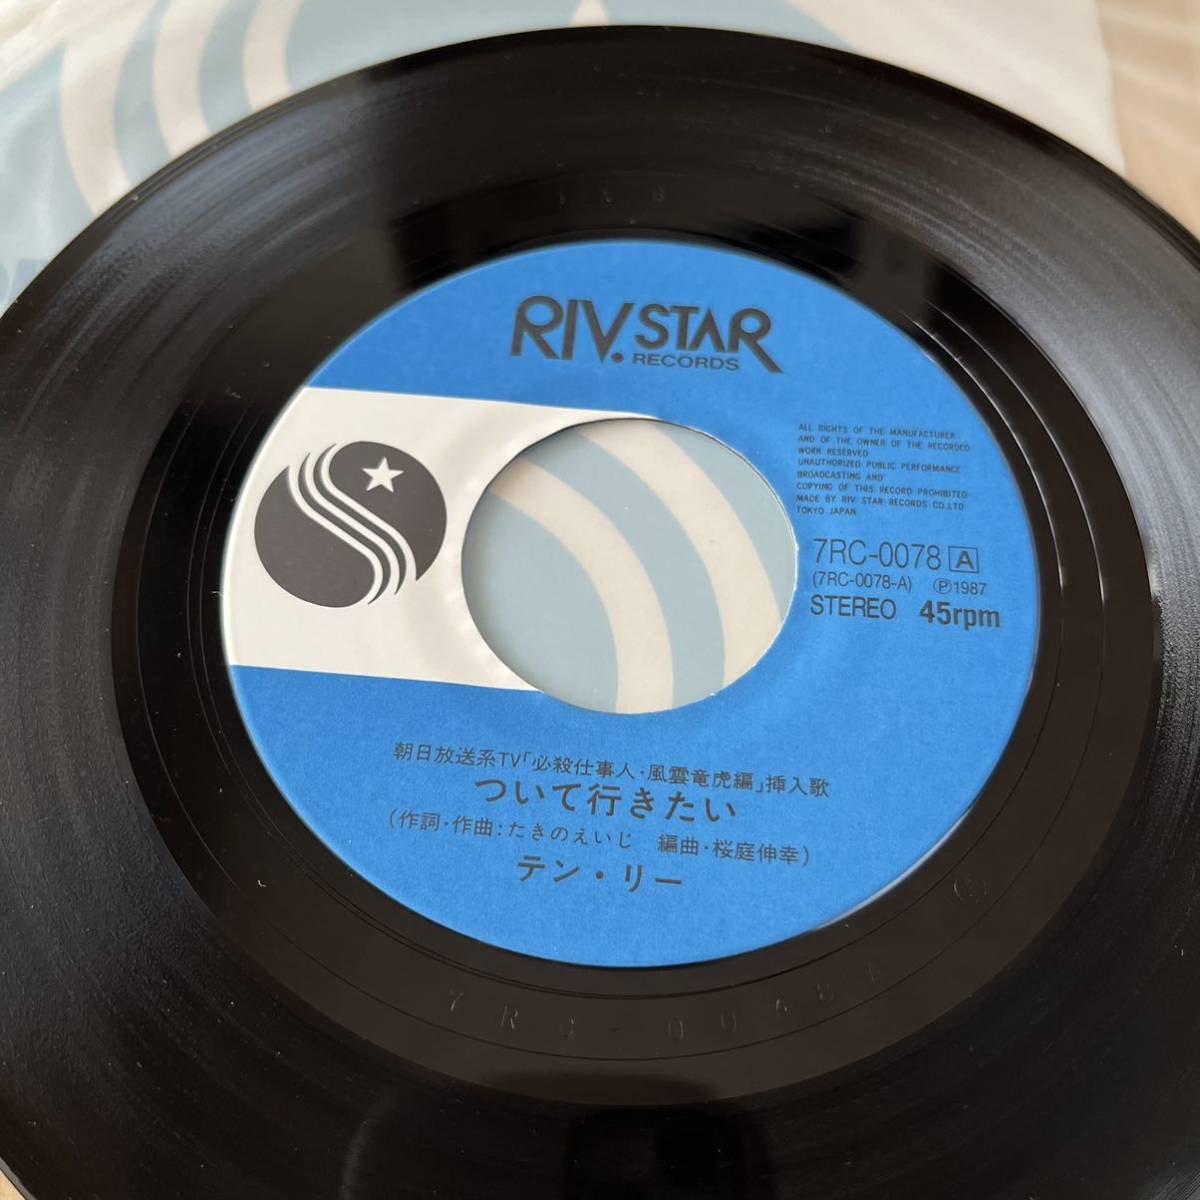 RIV. STAR
RECORDS
ALL RIGHTS OF THE MANUFACTURER
AND OF THE OWNER OF THE RECORDED
WORK RESERVED
UNAUTHORIZED PUBLIC PERFORMANCE
BROADCASTING AND
COPYING OF THIS RECORD PROHIBITED
MADE BY RIV. STAR RECORDS CO.,LTD
TOKYO JAPAN
7RC-0078 A
(7RC-0078-A) Ⓟ1987
STEREO 45rpm
朝日放送系TV「必殺仕事人・風雲竜虎編」挿入歌
ついて行きたい
(作詞・作曲:たきのえいじ 編曲・桜庭伸幸)
テン・リー
7RC-0078A